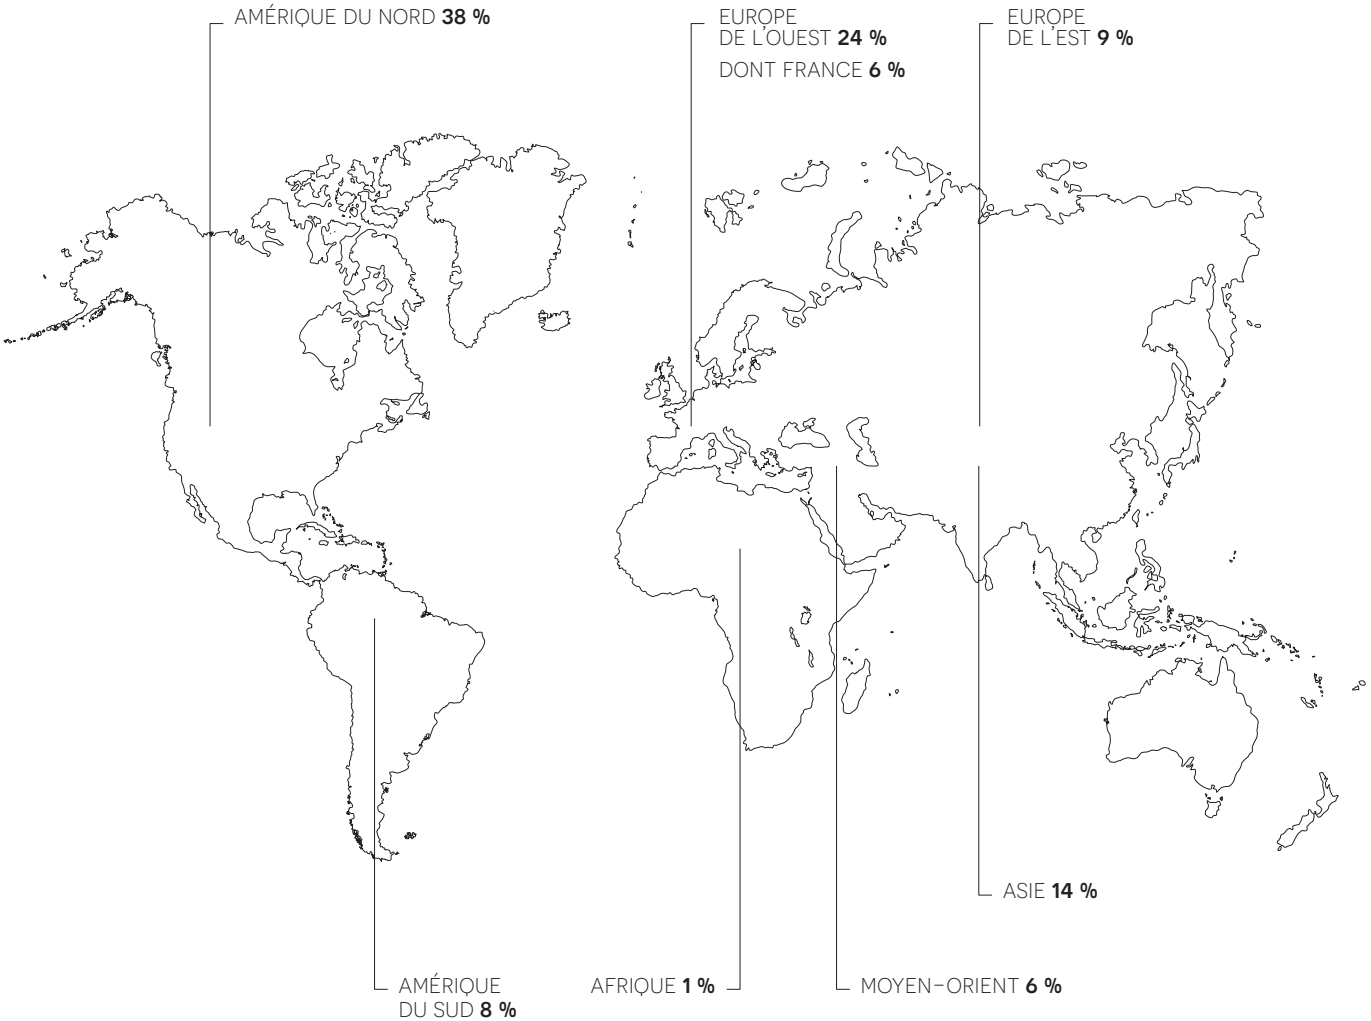 AMÉRIQUE DU NORD 38 %
EUROPE
DE L'OUEST 24 %
DONT FRANCE 6 %
EUROPE
DE L'EST 9 %
ASIE 14 %
AMÉRIQUE
DU SUD 8 %
AFRIQUE 1 %
MOYEN-ORIENT 6 %